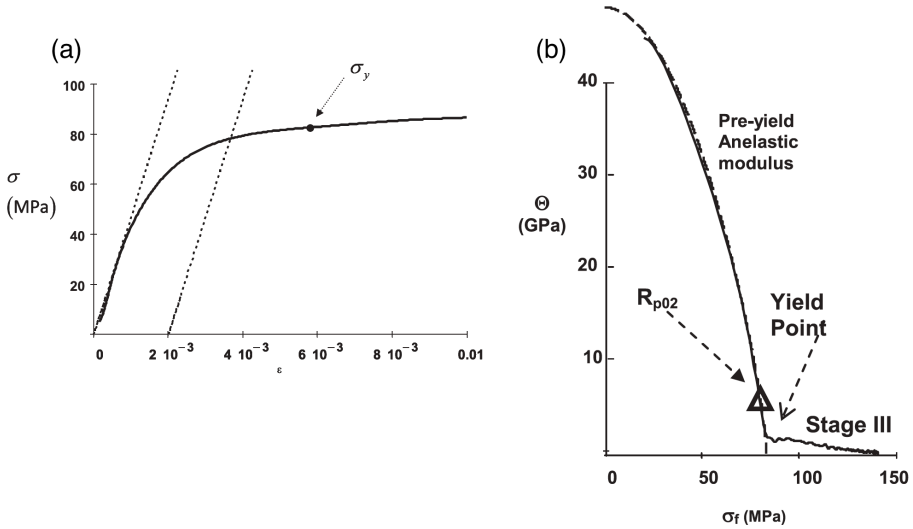 (a)
σy
100
80
σ
(MPa)
60
40
20
0
2 10-3
4 10-3
6 10-3
8 10-3
0.01
ε
(b)
40
Pre-yield
Anelastic
modulus
30
Θ
(GPa)
20
Rp02
Yield
Point
10
Stage III
0
50
100
150
σf (MPa)